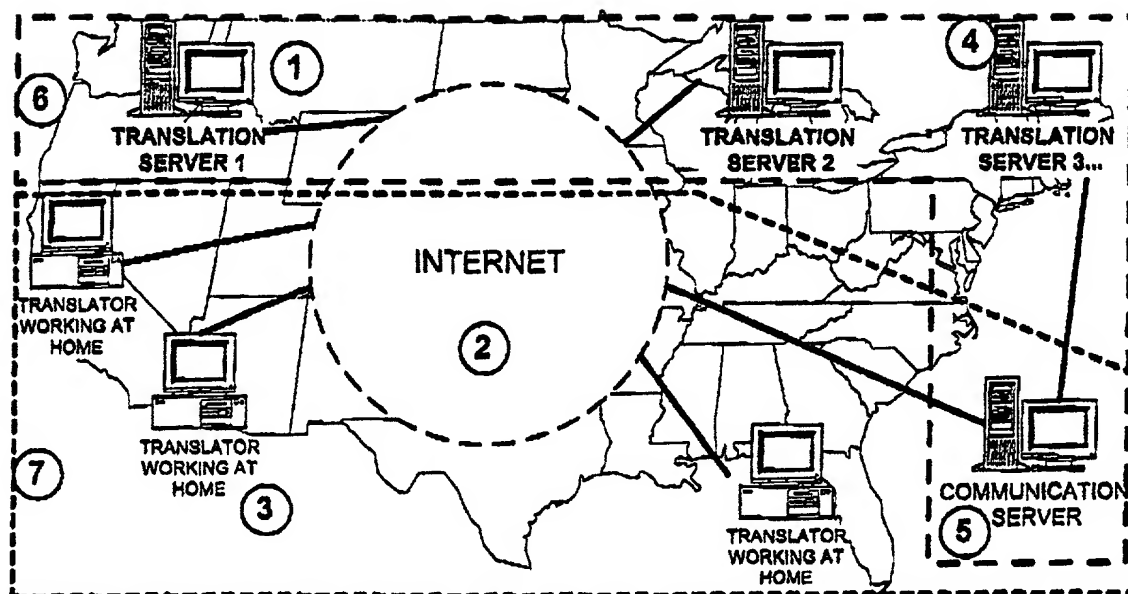 1
4
6
TRANSLATION
SERVER 1
TRANSLATION
SERVER 2
TRANSLATION
SERVER 3...
TRANSLATOR
WORKING AT
HOME
INTERNET
2
TRANSLATOR
WORKING AT
HOME
3
7
TRANSLATOR
WORKING AT
HOME
COMMUNICATION
SERVER
5